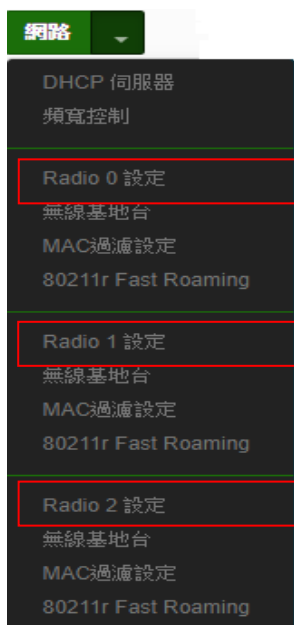 網路
DHCP 伺服器
頻寬控制
Radio 0 設定
無線基地台
MAC過濾設定
80211r Fast Roaming
Radio 1 設定
無線基地台
MAC過濾設定
80211r Fast Roaming
Radio 2 設定
無線基地台
MAC過濾設定
80211r Fast Roaming